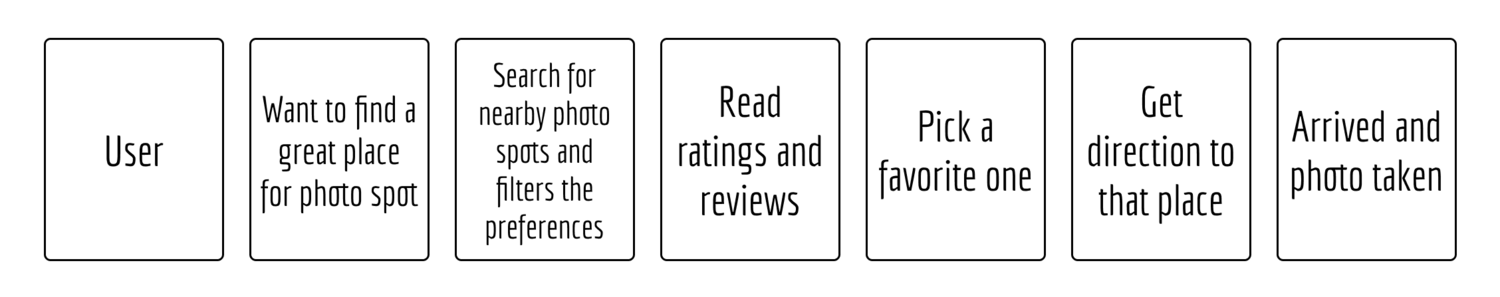 User
Want to find a
great place
for photo spot
Search for
nearby photo
spots and
filters the
preferences
Read
ratings and
reviews
Pick a
favorite one
Get
direction to
that place
Arrived and
photo taken